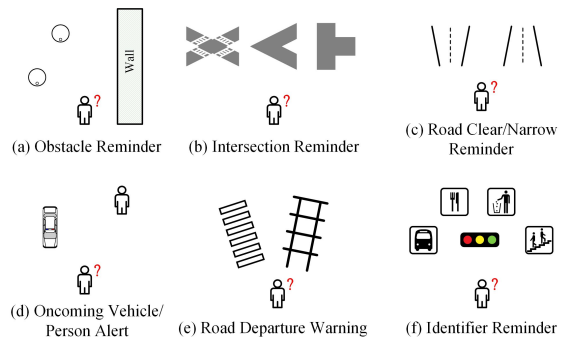 Wall
?
(a) Obstacle Reminder
?
(b) Intersection Reminder
?
(c) Road Clear/Narrow
Reminder
?
(d) Oncoming Vehicle/
Person Alert
?
(e) Road Departure Warning
?
(f) Identifier Reminder